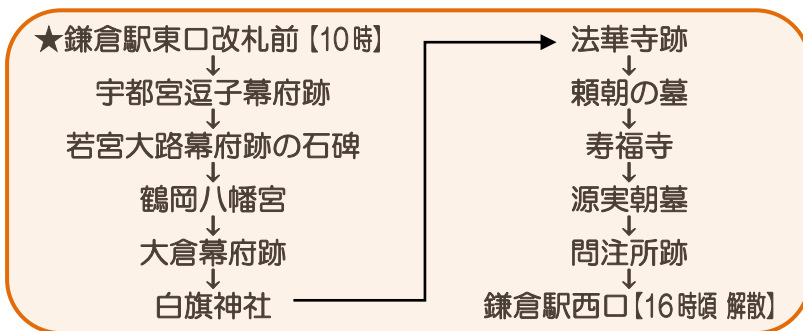 ★鎌倉駅東口改札前【10時】
↓
宇都宮逗子幕府跡
↓
若宮大路幕府跡の石碑
↓
鶴岡八幡宮
↓
大倉幕府跡
↓
白旗神社
法華寺跡
↓
頼朝の墓
↓
寿福寺
↓
源実朝墓
↓
問注所跡
↓
鎌倉駅西口【16時頃 解散】